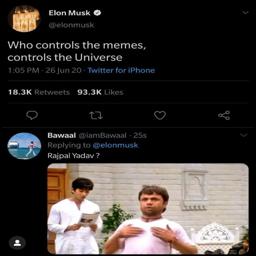 Elon Musk
@elonmusk
Who controls the memes,
controls the Universe
1:05 PM · 26 Jun 20 · Twitter for iPhone
18.3K Retweets 93.3K Likes
Bawaal @iamBawaal · 25s
Replying to @elonmusk
Rajpal Yadav ?